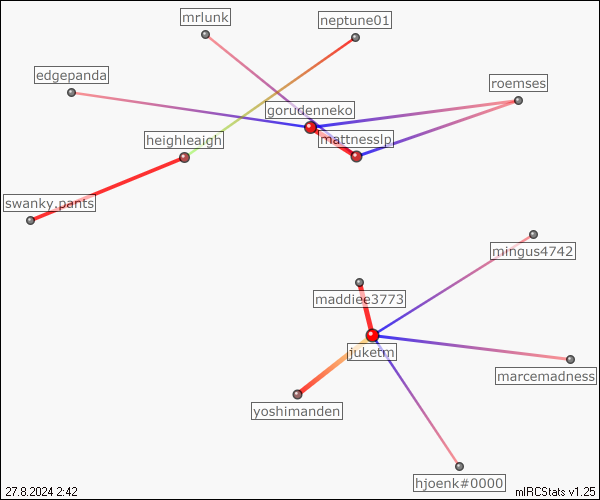 mrlunk
neptune01
edgepanda
roemses
gorudenneko
heighleaigh
mattnesslp
swanky.pants
mingus4742
maddiee3773
juketm
marcemadness
yoshimanden
hjoenk#0000
27.8.2024 2:42
mIRCStats v1.25